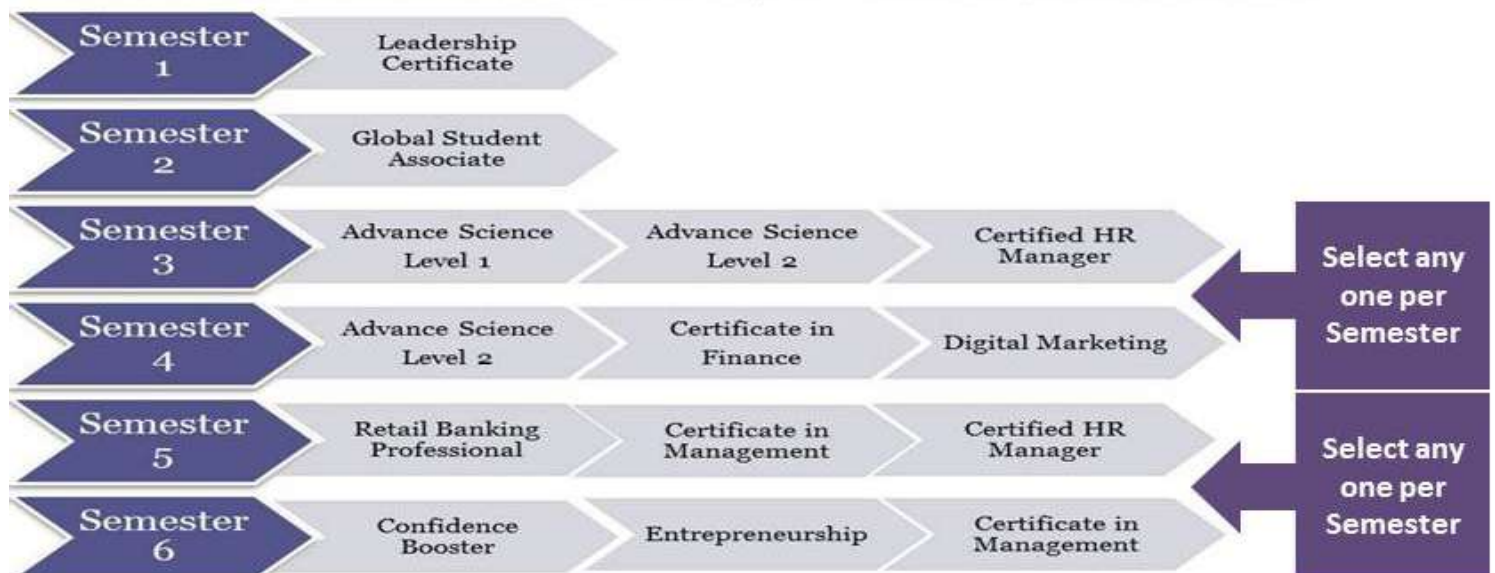 Semester
1
Leadership
Certificate
Semester
2
Global Student
Associate
Semester
3
Advance Science
Level 1
Advance Science
Level 2
Certified HR
Manager
Semester
4
Advance Science
Level 2
Certificate in
Finance
Digital Marketing
Select any
one per
Semester
Semester
5
Retail Banking
Professional
Certificate in
Management
Certified HR
Manager
Semester
6
Confidence
Booster
Entrepreneurship
Certificate in
Management
Select any
one per
Semester